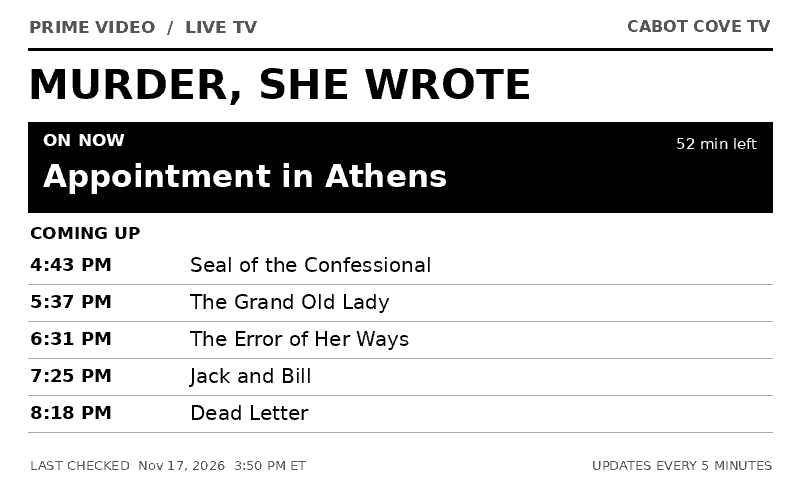 PRIME VIDEO / LIVE TV
CABOT COVE TV
MURDER, SHE WROTE
ON NOW
52 min left
Appointment in Athens
COMING UP
4:43 PM Seal of the Confessional
5:37 PM The Grand Old Lady
6:31 PM The Error of Her Ways
7:25 PM Jack and Bill
8:18 PM Dead Letter
LAST CHECKED Nov 17, 2026 3:50 PM ET
UPDATES EVERY 5 MINUTES